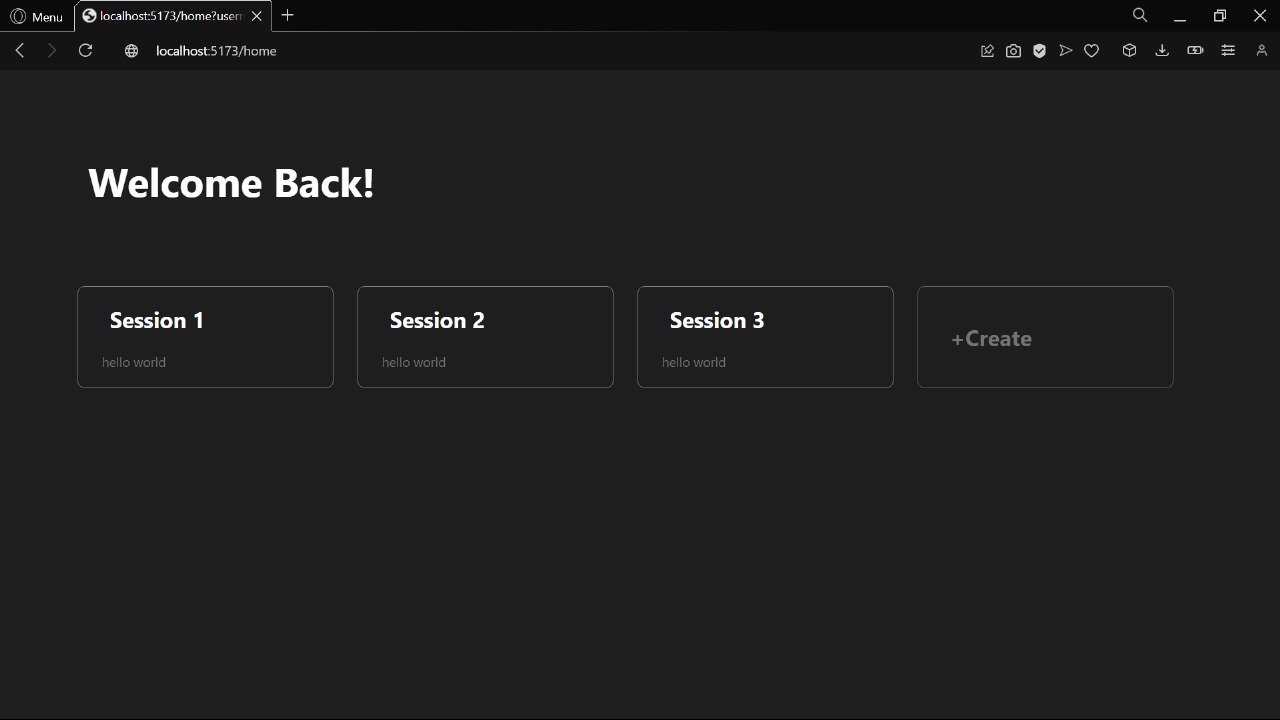 Menu
localhost:5173/home?usern
localhost:5173/home
Welcome Back!
Session 1
hello world
Session 2
hello world
Session 3
hello world
+Create